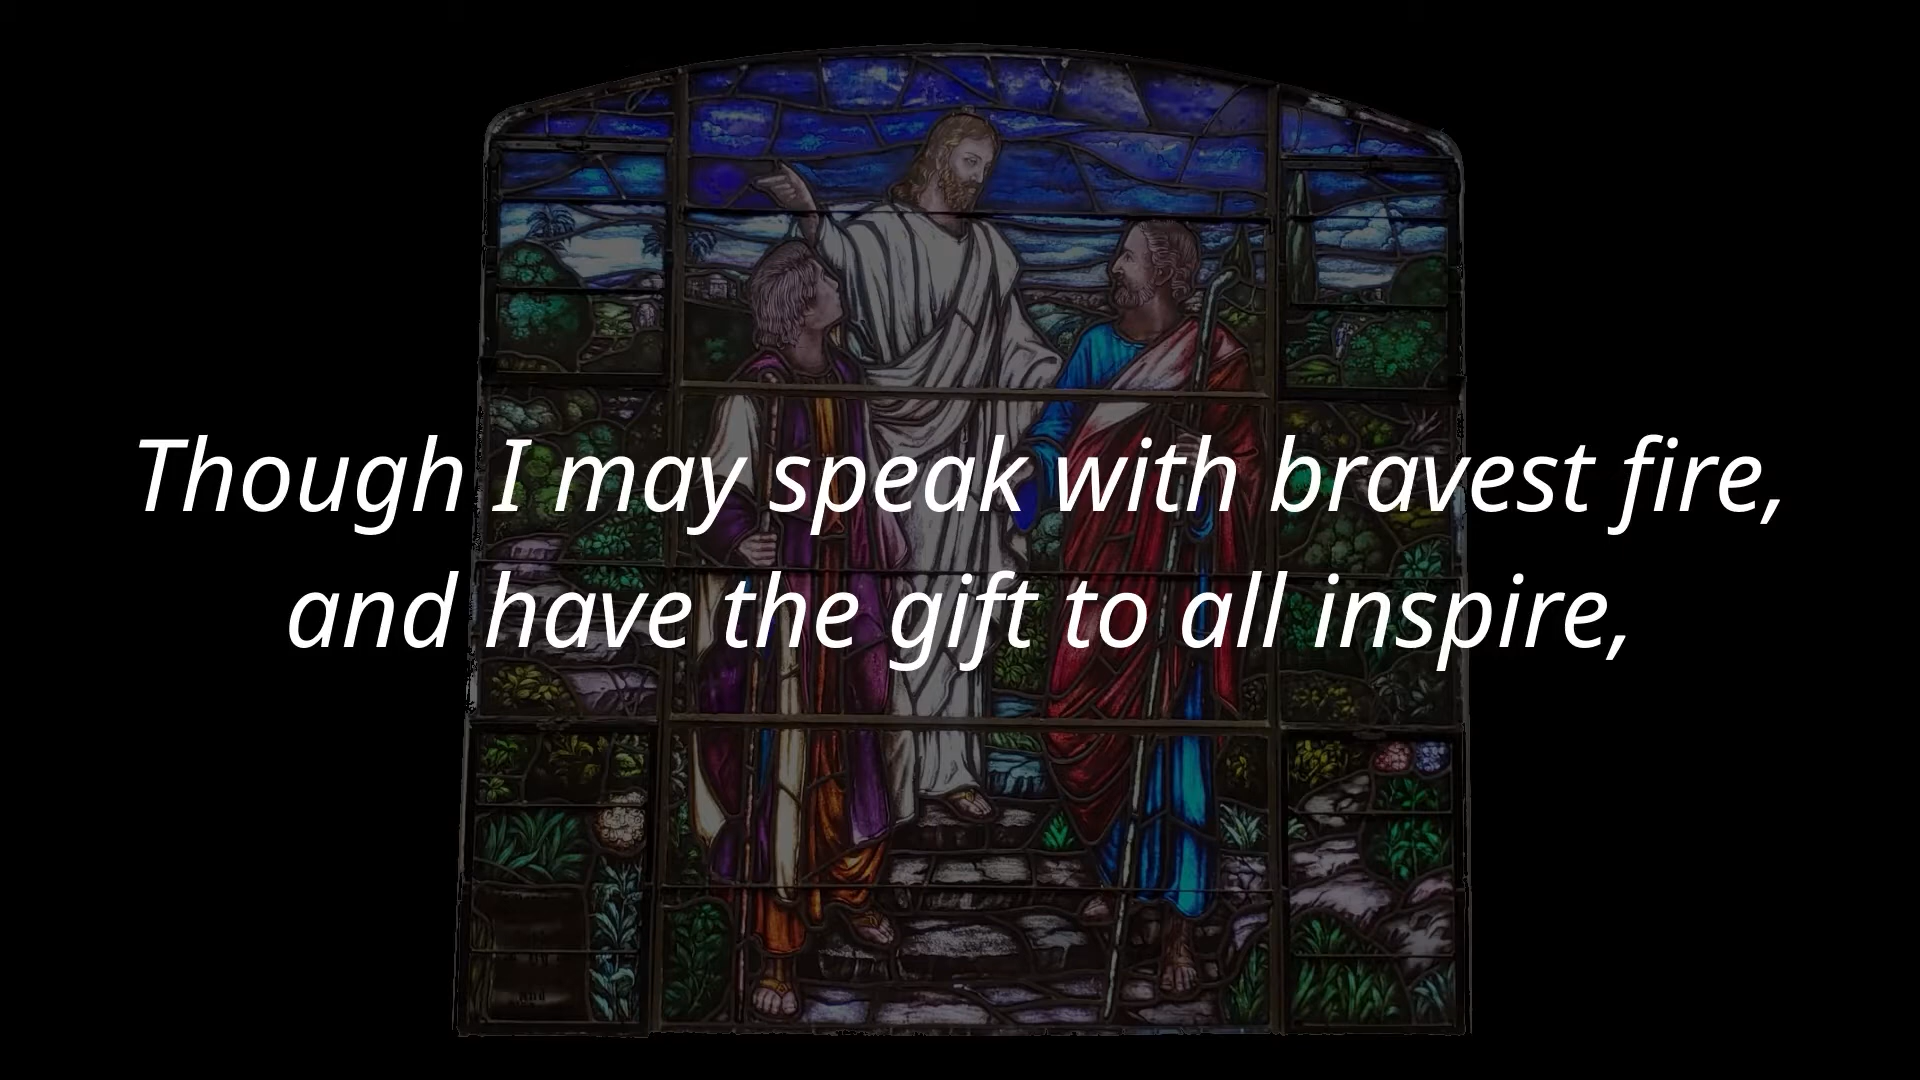 Though I may speak with bravest fire,
and have the gift to all inspire,